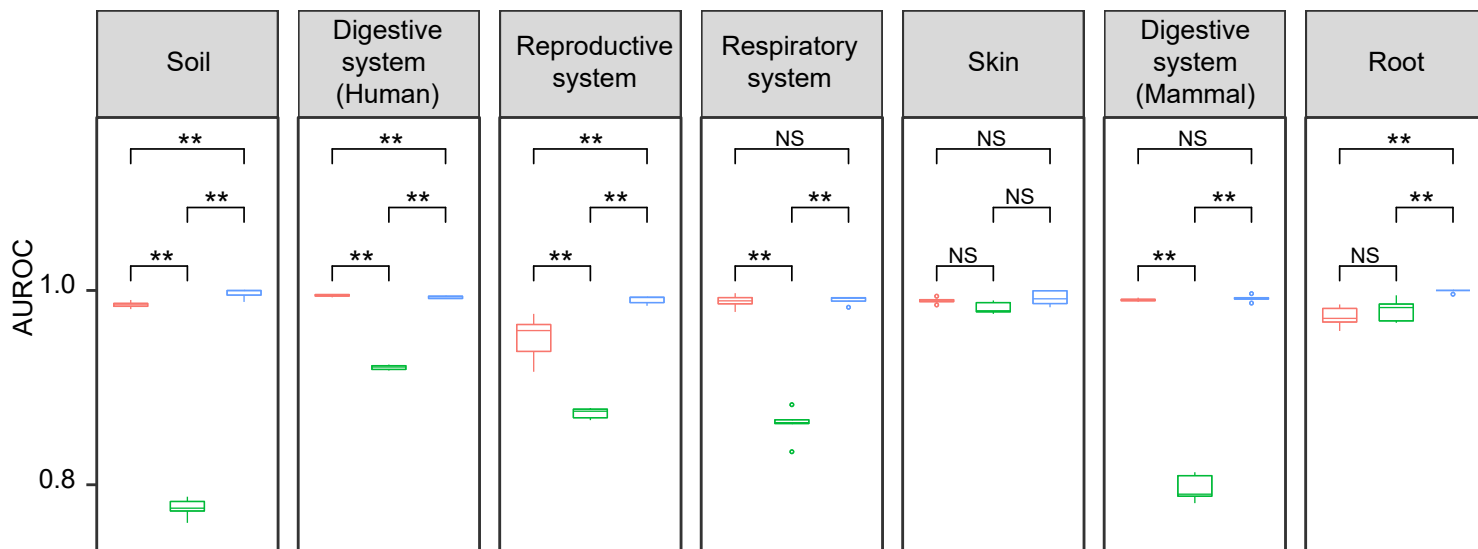 Soil
Digestive
system
(Human)
Reproductive
system
Respiratory
system
Skin
Digestive
system
(Mammal)
Root
** ** ** NS NS NS **
** ** ** ** NS ** **
** ** ** ** NS ** NS
AUROC
1.0
0.8